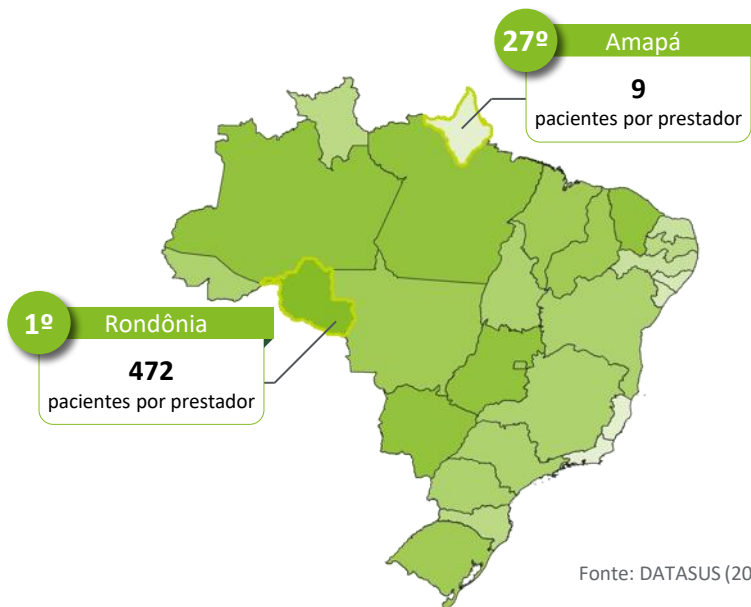 27º
Amapá
9
pacientes por prestador
1º
Rondônia
472
pacientes por prestador
Fonte: DATASUS (20